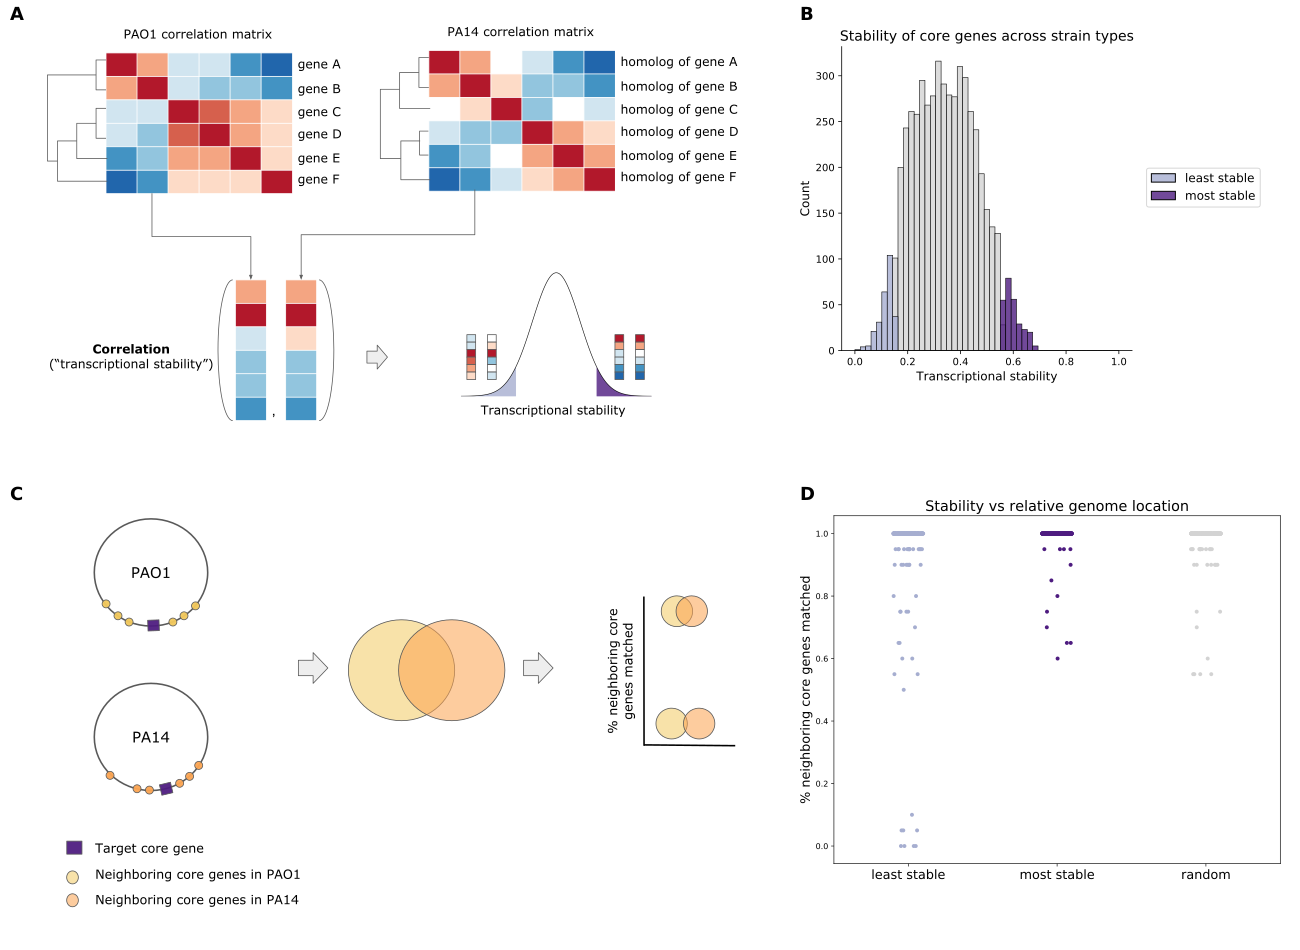 A
PAO1 correlation matrix
gene A
gene B
gene C
gene D
gene E
gene F
PA14 correlation matrix
homolog of gene A
homolog of gene B
homolog of gene C
homolog of gene D
homolog of gene E
homolog of gene F
Correlation
(“transcriptional stability”)
,
Transcriptional stability
B
Stability of core genes across strain types
Count
300
250
200
150
100
50
0
0.0
0.2
0.4
0.6
0.8
1.0
Transcriptional stability
least stable
most stable
C
PAO1
PA14
% neighboring core
genes matched
Target core gene
Neighboring core genes in PAO1
Neighboring core genes in PA14
D
Stability vs relative genome location
% neighboring core genes matched
1.0
0.8
0.6
0.4
0.2
0.0
least stable
most stable
random